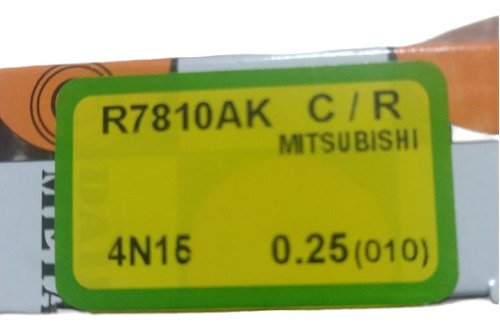 R7810AK C / R
MITSUBISHI
4N15 0.25 (010)